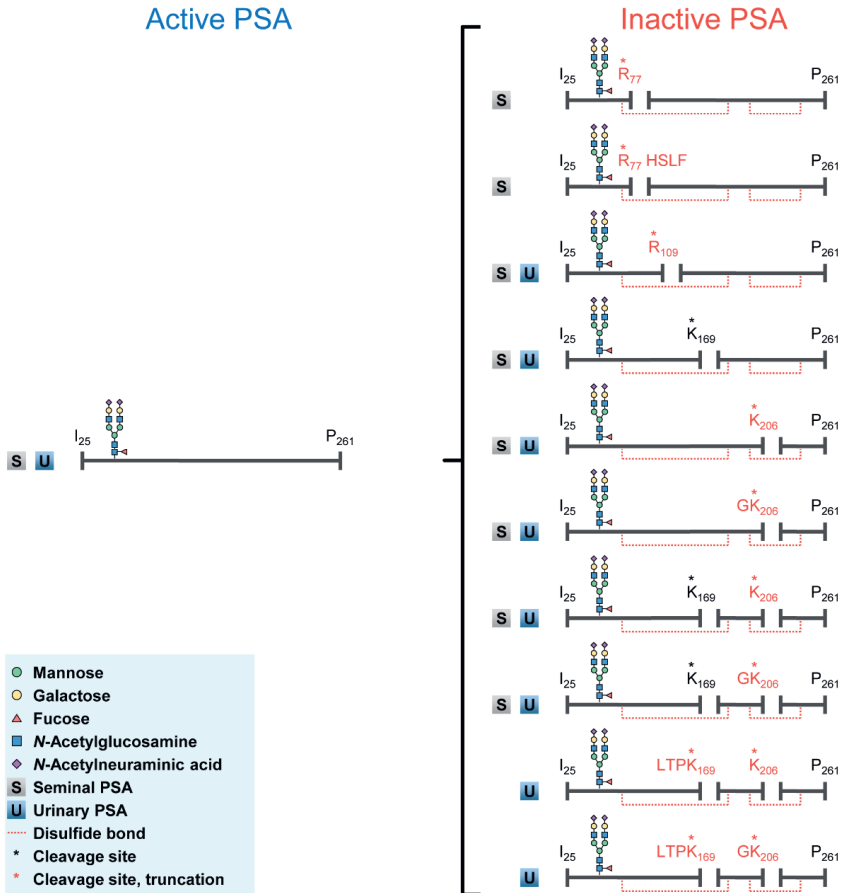 Active PSA
Inactive PSA
* R77
I25 P261
S
* R77 HSLF
I25 P261
S
* R109
I25 P261
S U
* K169
I25 P261
S U
* K206
I25 P261
S U
I25 P261
S U
* GK206
I25 P261
S U
* K169 * K206
I25 P261
S U
* K169 * GK206
I25 P261
S U
* LTPK169 * K206
I25 P261
U
* LTPK169 * GK206
I25 P261
U
Mannose
Galactose
Fucose
N-Acetylglucosamine
N-Acetylneuraminic acid
S Seminal PSA
U Urinary PSA
Disulfide bond
* Cleavage site
* Cleavage site, truncation